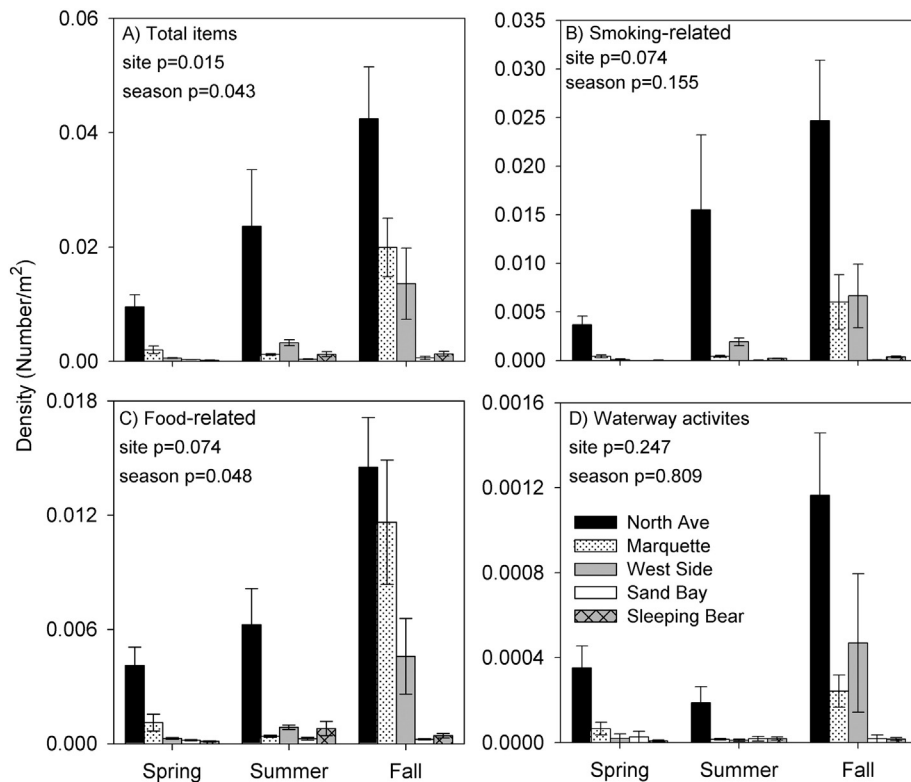 A) Total items
site p=0.015
season p=0.043
0.06
0.04
0.02
0.00
B) Smoking-related
site p=0.074
season p=0.155
0.035
0.030
0.025
0.020
0.015
0.010
0.005
0.000
Density (Number/m²)
C) Food-related
site p=0.074
season p=0.048
0.018
0.012
0.006
0.000
Spring Summer Fall
D) Waterway activites
site p=0.247
season p=0.809
0.0016
0.0012
0.0008
0.0004
0.0000
North Ave
Marquette
West Side
Sand Bay
Sleeping Bear
Spring Summer Fall